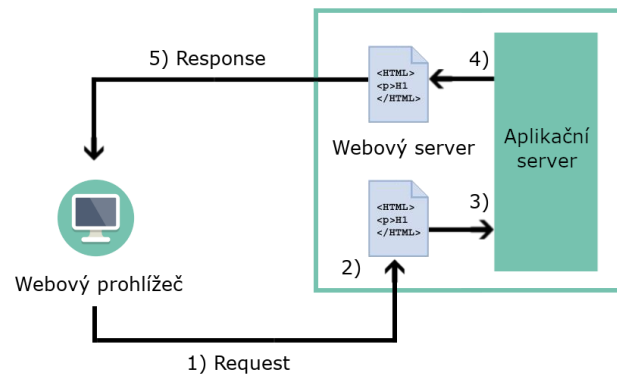 5) Response
4)
<HTML>
<p>H1
</HTML>
Webový server
Aplikační
server
<HTML>
<p>H1
</HTML>
3)
2)
Webový prohlížeč
1) Request